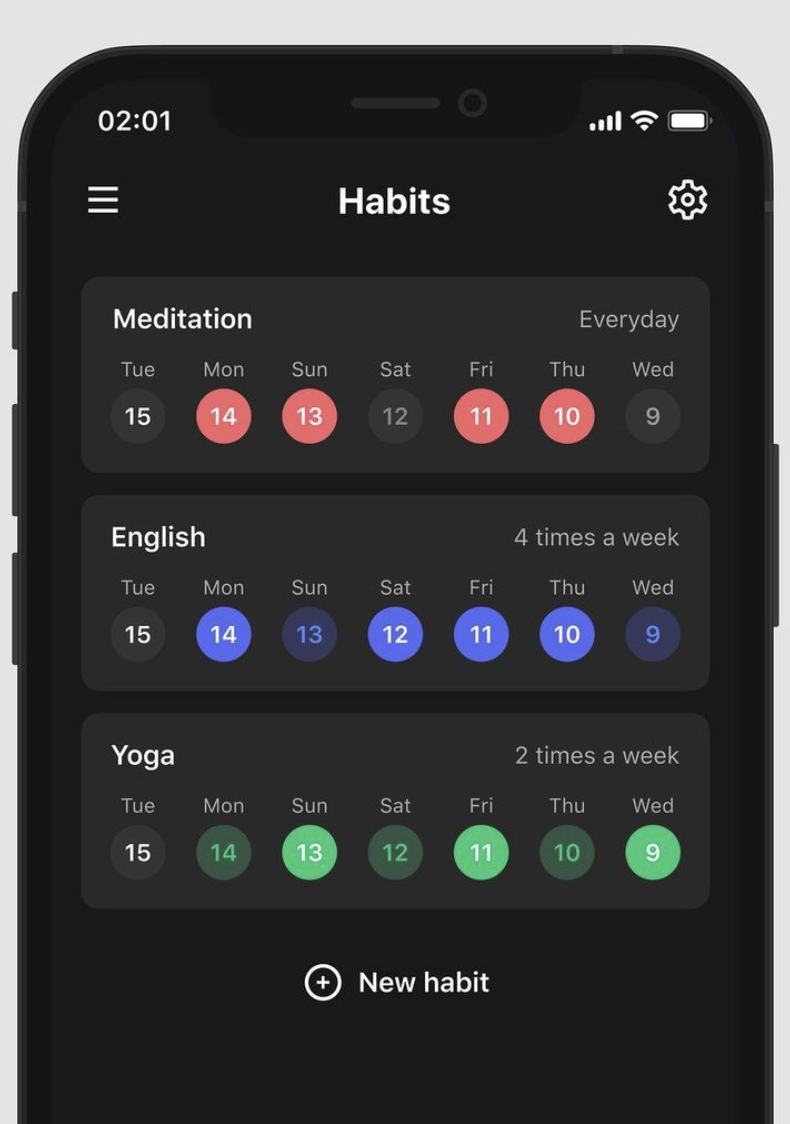 02:01
Habits
Meditation Everyday
Tue Mon Sun Sat Fri Thu Wed
15 14 13 12 11 10 9
English 4 times a week
Tue Mon Sun Sat Fri Thu Wed
15 14 13 12 11 10 9
Yoga 2 times a week
Tue Mon Sun Sat Fri Thu Wed
15 14 13 12 11 10 9
New habit